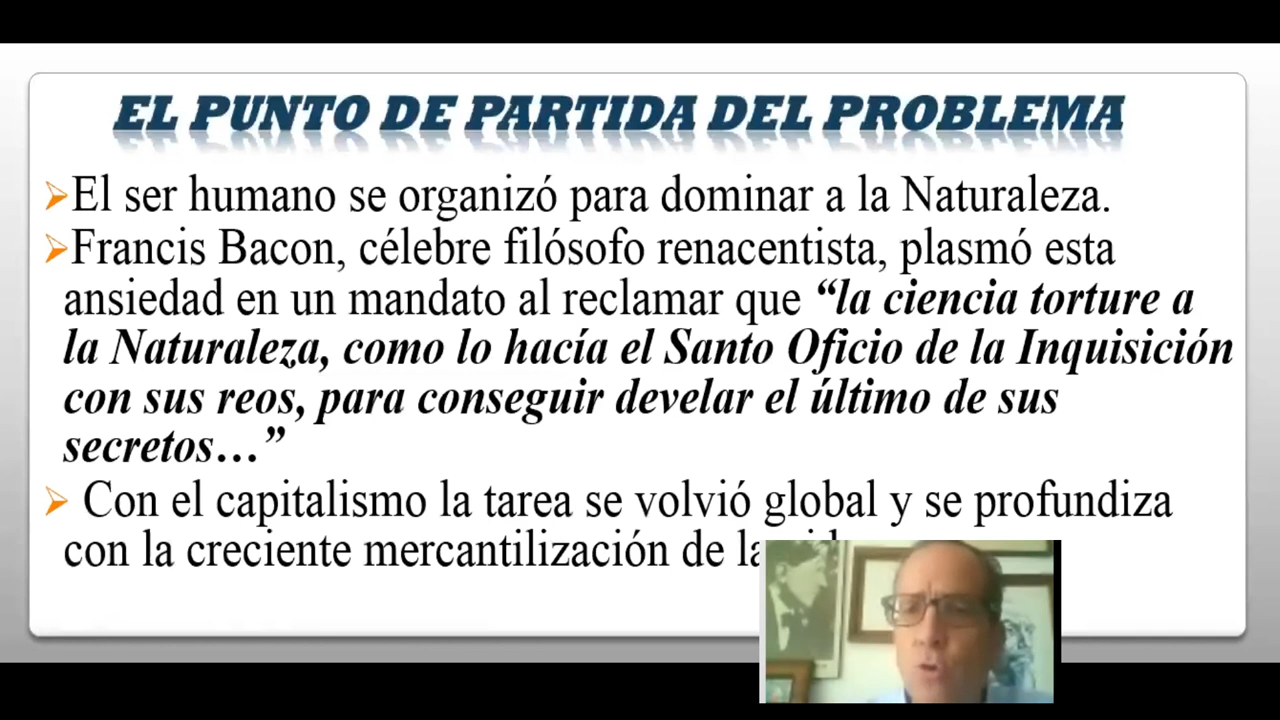 EL PUNTO DE PARTIDA DEL PROBLEMA
➢El ser humano se organizó para dominar a la Naturaleza.
➢Francis Bacon, célebre filósofo renacentista, plasmó esta
ansiedad en un mandato al reclamar que “la ciencia torture a
la Naturaleza, como lo hacía el Santo Oficio de la Inquisición
con sus reos, para conseguir develar el último de sus
secretos…”
➢ Con el capitalismo la tarea se volvió global y se profundiza
con la creciente mercantilización de la